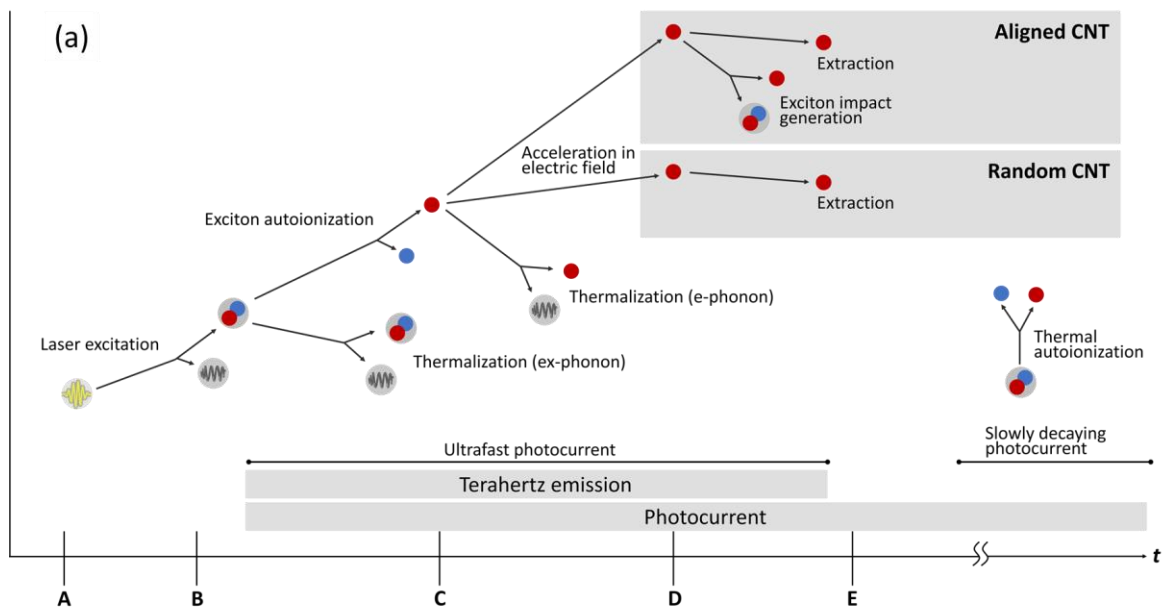 (a)
Aligned CNT
Extraction
Exciton impact
generation
Acceleration in
electric field
Random CNT
Extraction
Exciton autoionization
Thermalization (e-phonon)
Laser excitation
Thermalization (ex-phonon)
Thermal
autoionization
Ultrafast photocurrent
Slowly decaying
photocurrent
Terahertz emission
Photocurrent
t
A B C D E